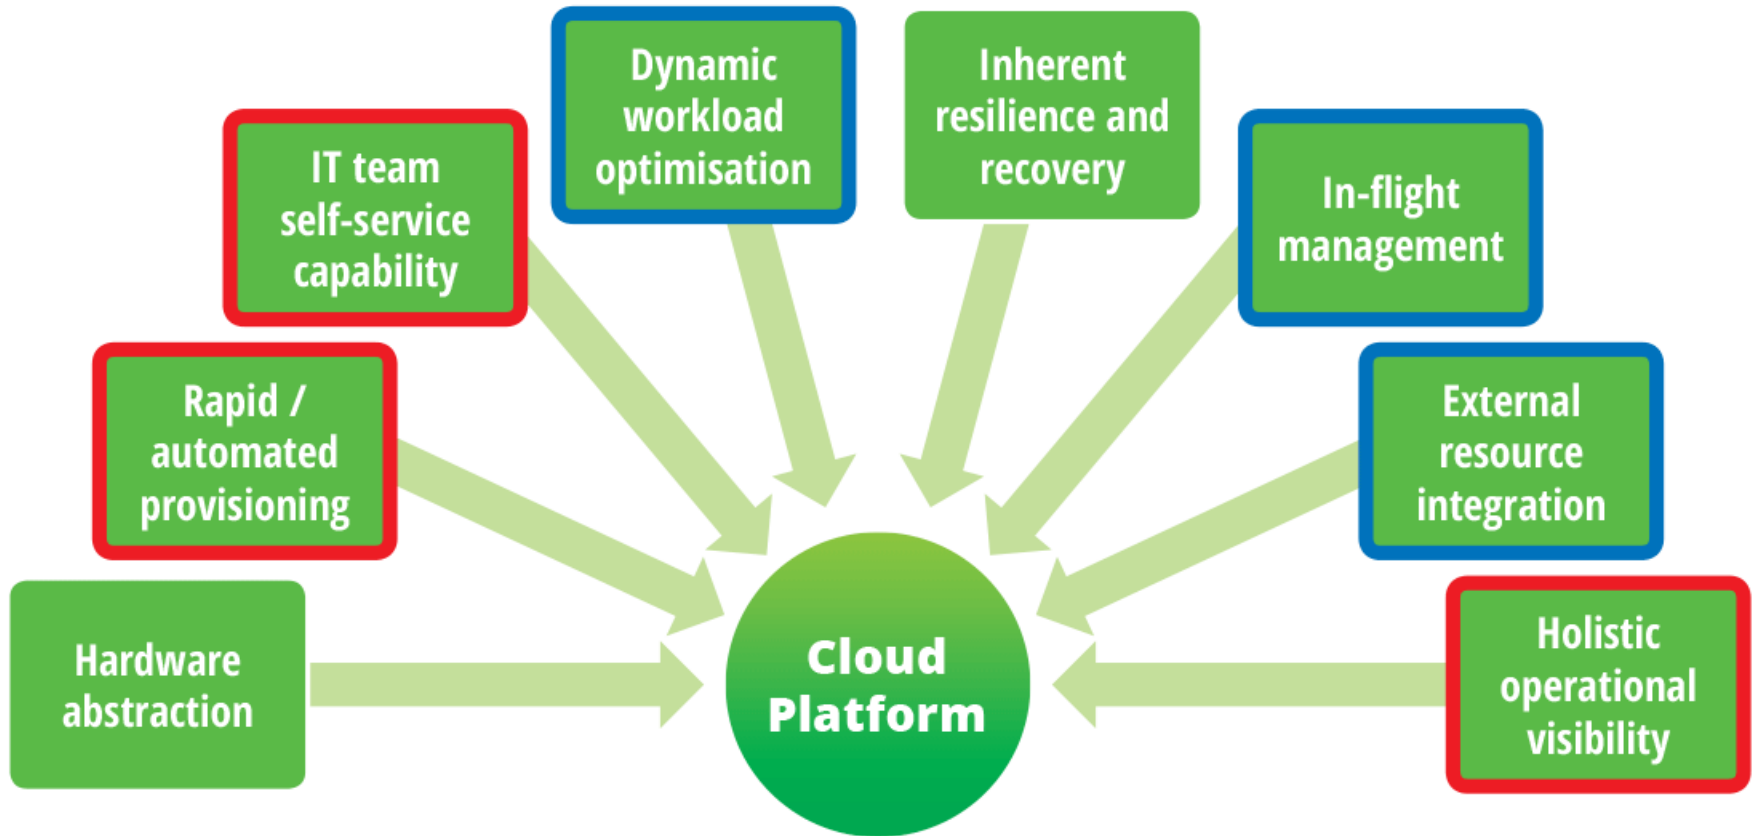 Dynamic
workload
optimisation
Inherent
resilience and
recovery
IT team
self-service
capability
In-flight
management
Rapid /
automated
provisioning
External
resource
integration
Hardware
abstraction
Cloud
Platform
Holistic
operational
visibility